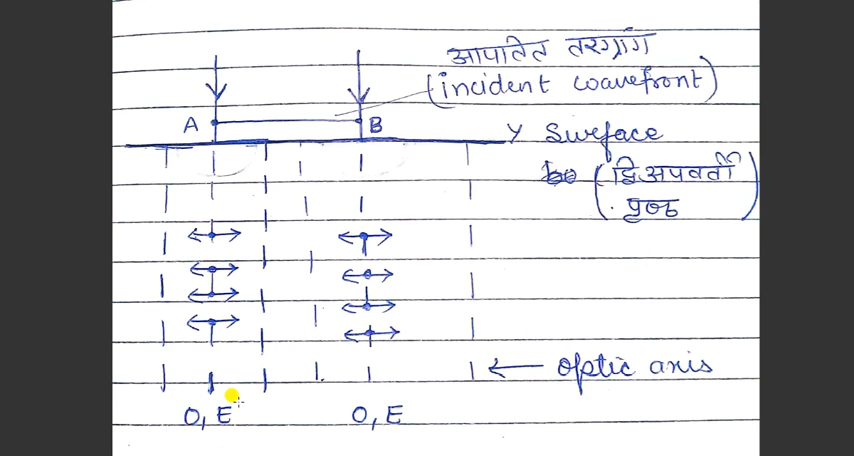 आपातित तरंगाग्र
(incident wavefront)
A B
Y Surface
(द्विअपवर्ती
पृष्ठ)
← optic axis
O, E O, E